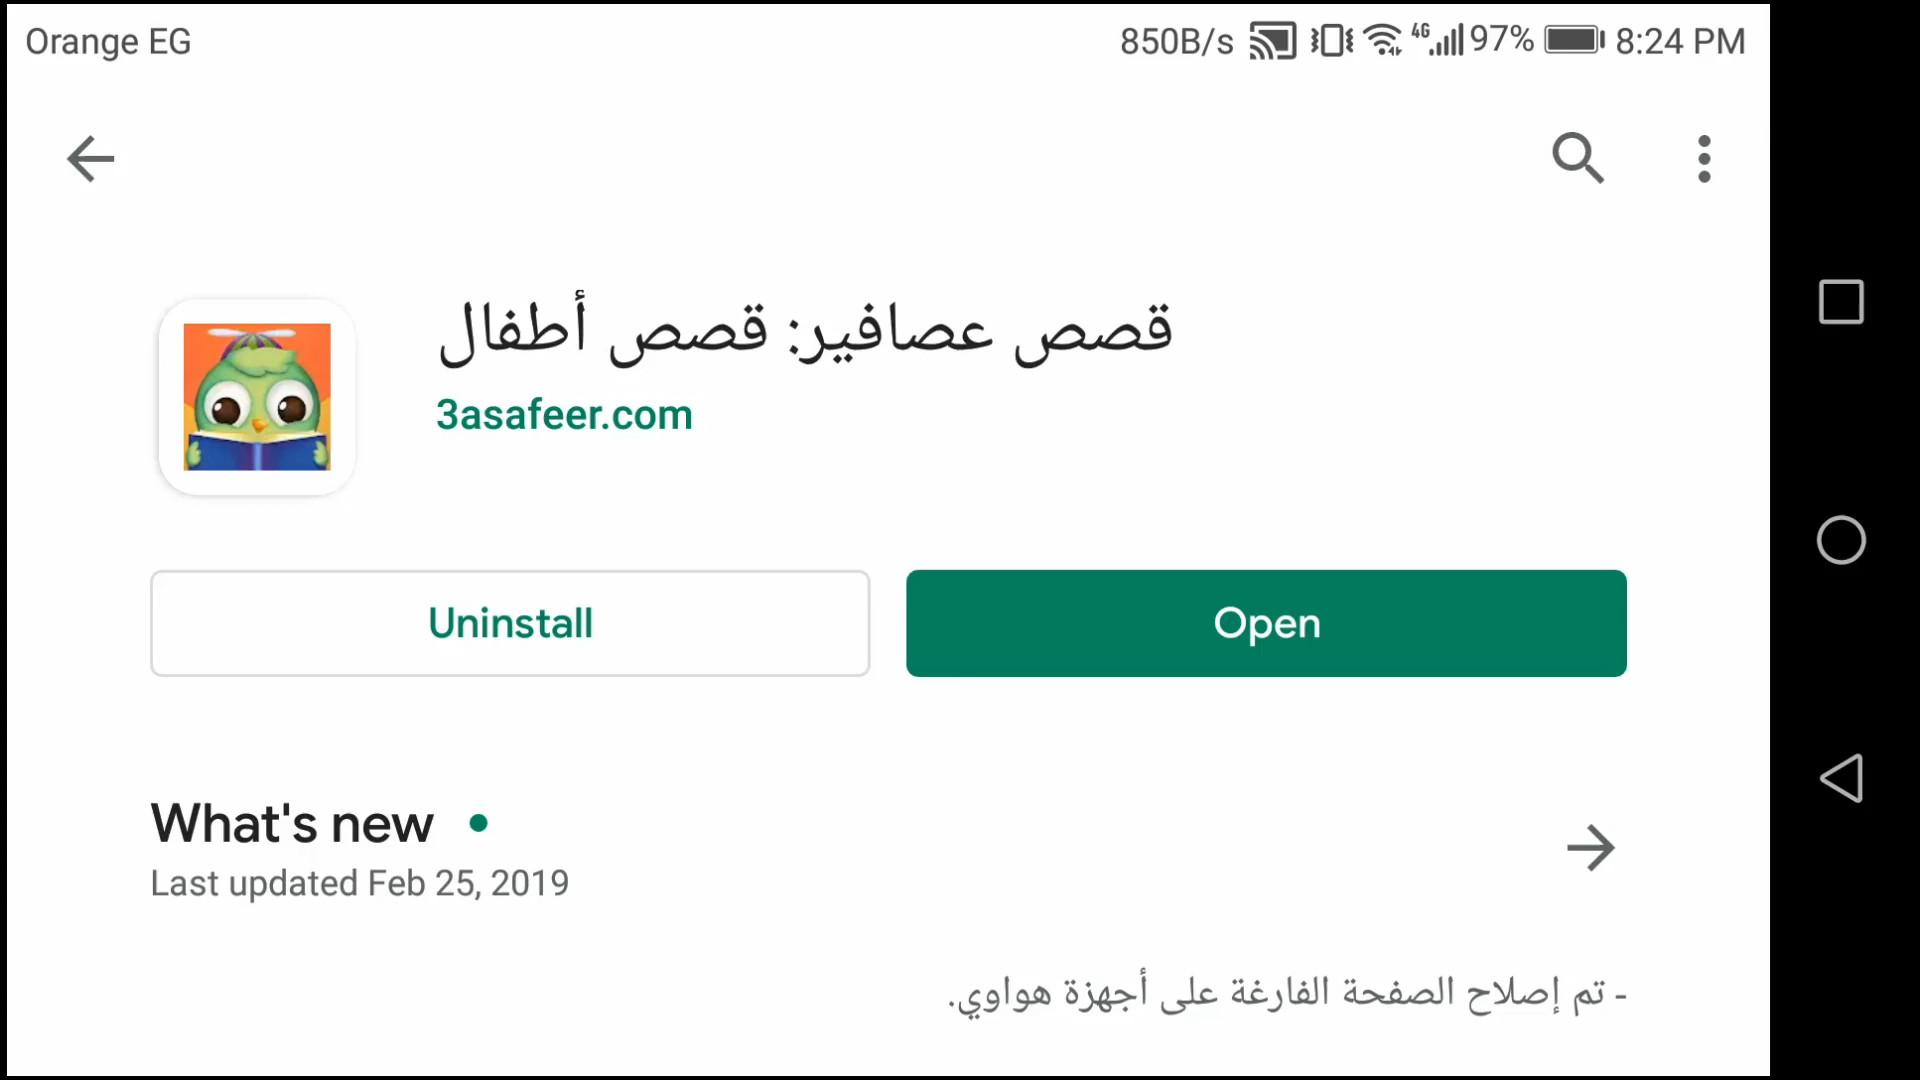 Orange EG
850B/s 4G 97% 8:24 PM
قصص عصافير: قصص أطفال
3asafeer.com
Uninstall
Open
What's new
Last updated Feb 25, 2019
- تم إصلاح الصفحة الفارغة على أجهزة هواوي.